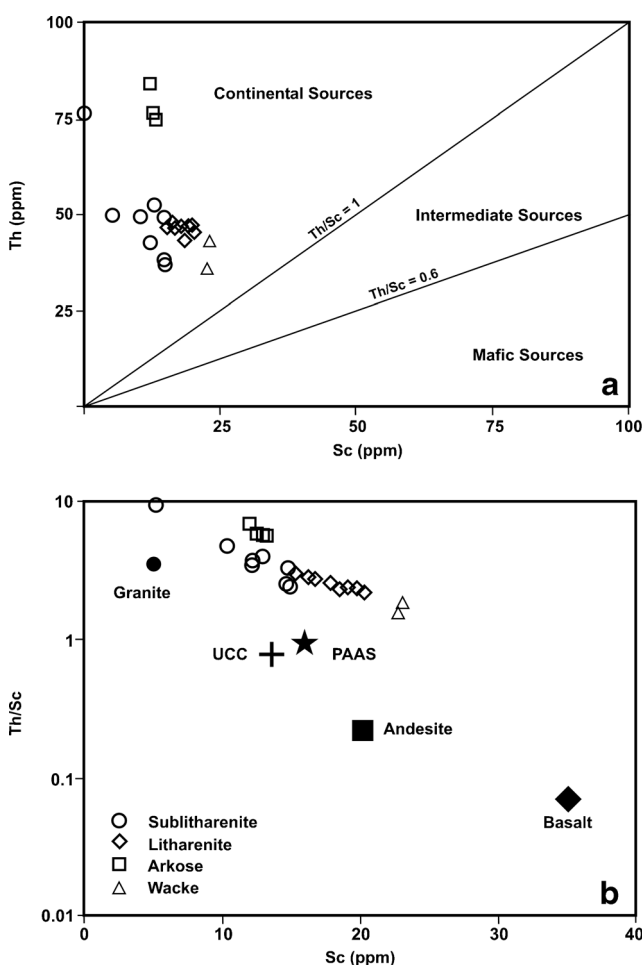 100
75
50
25
Th (ppm)
Continental Sources
Th/Sc = 1
Intermediate Sources
Th/Sc = 0.6
Mafic Sources
a
25
50
75
100
Sc (ppm)
10
1
0.1
0.01
Th/Sc
Granite
UCC
PAAS
Andesite
Basalt
Sublitharenite
Litharenite
Arkose
Wacke
b
0
10
20
30
40
Sc (ppm)